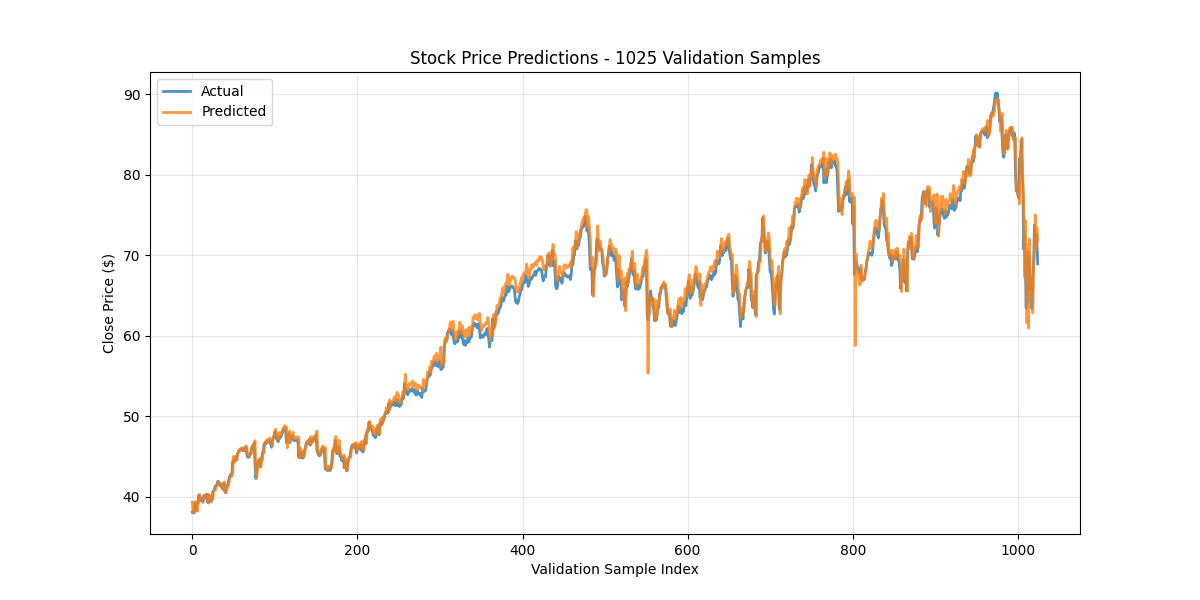 Stock Price Predictions - 1025 Validation Samples
Actual
Predicted
90
80
70
60
50
40
Close Price ($)
0
200
400
600
800
1000
Validation Sample Index